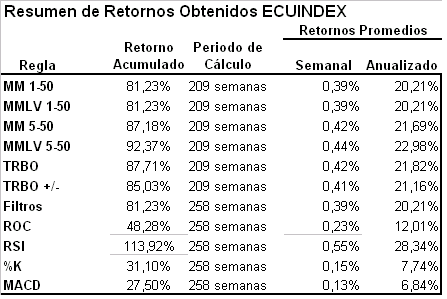 Resumen de Retornos Obtenidos ECUINDEX
Retornos Promedios
Regla Retorno Acumulado Periodo de Cálculo Semanal Anualizado
MM 1-50 81,23% 209 semanas 0,39% 20,21%
MMLV 1-50 81,23% 209 semanas 0,39% 20,21%
MM 5-50 87,18% 209 semanas 0,42% 21,69%
MMLV 5-50 92,37% 209 semanas 0,44% 22,98%
TRBO 87,71% 209 semanas 0,42% 21,82%
TRBO +/- 85,03% 209 semanas 0,41% 21,16%
Filtros 81,23% 258 semanas 0,39% 20,21%
ROC 48,28% 258 semanas 0,23% 12,01%
RSI 113,92% 258 semanas 0,55% 28,34%
%K 31,10% 258 semanas 0,15% 7,74%
MACD 27,50% 258 semanas 0,13% 6,84%